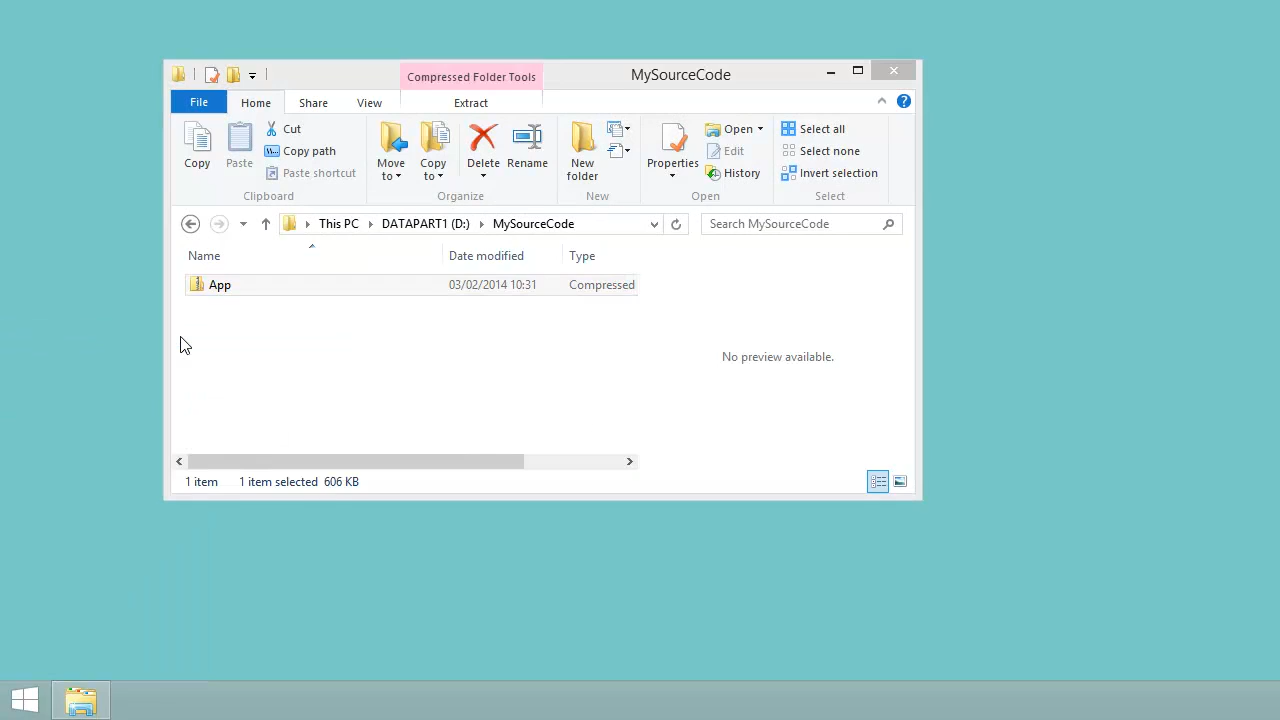 Compressed Folder Tools
MySourceCode
File
Home
Share
View
Extract
Copy
Paste
Cut
Copy path
Paste shortcut
Clipboard
Move to
Copy to
Delete
Rename
Organize
New folder
New
Properties
Open
Edit
History
Open
Select all
Select none
Invert selection
Select
This PC
DATAPART1 (D:)
MySourceCode
Search MySourceCode
Name
Date modified
Type
App
03/02/2014 10:31
Compressed
No preview available.
1 item
1 item selected 606 KB